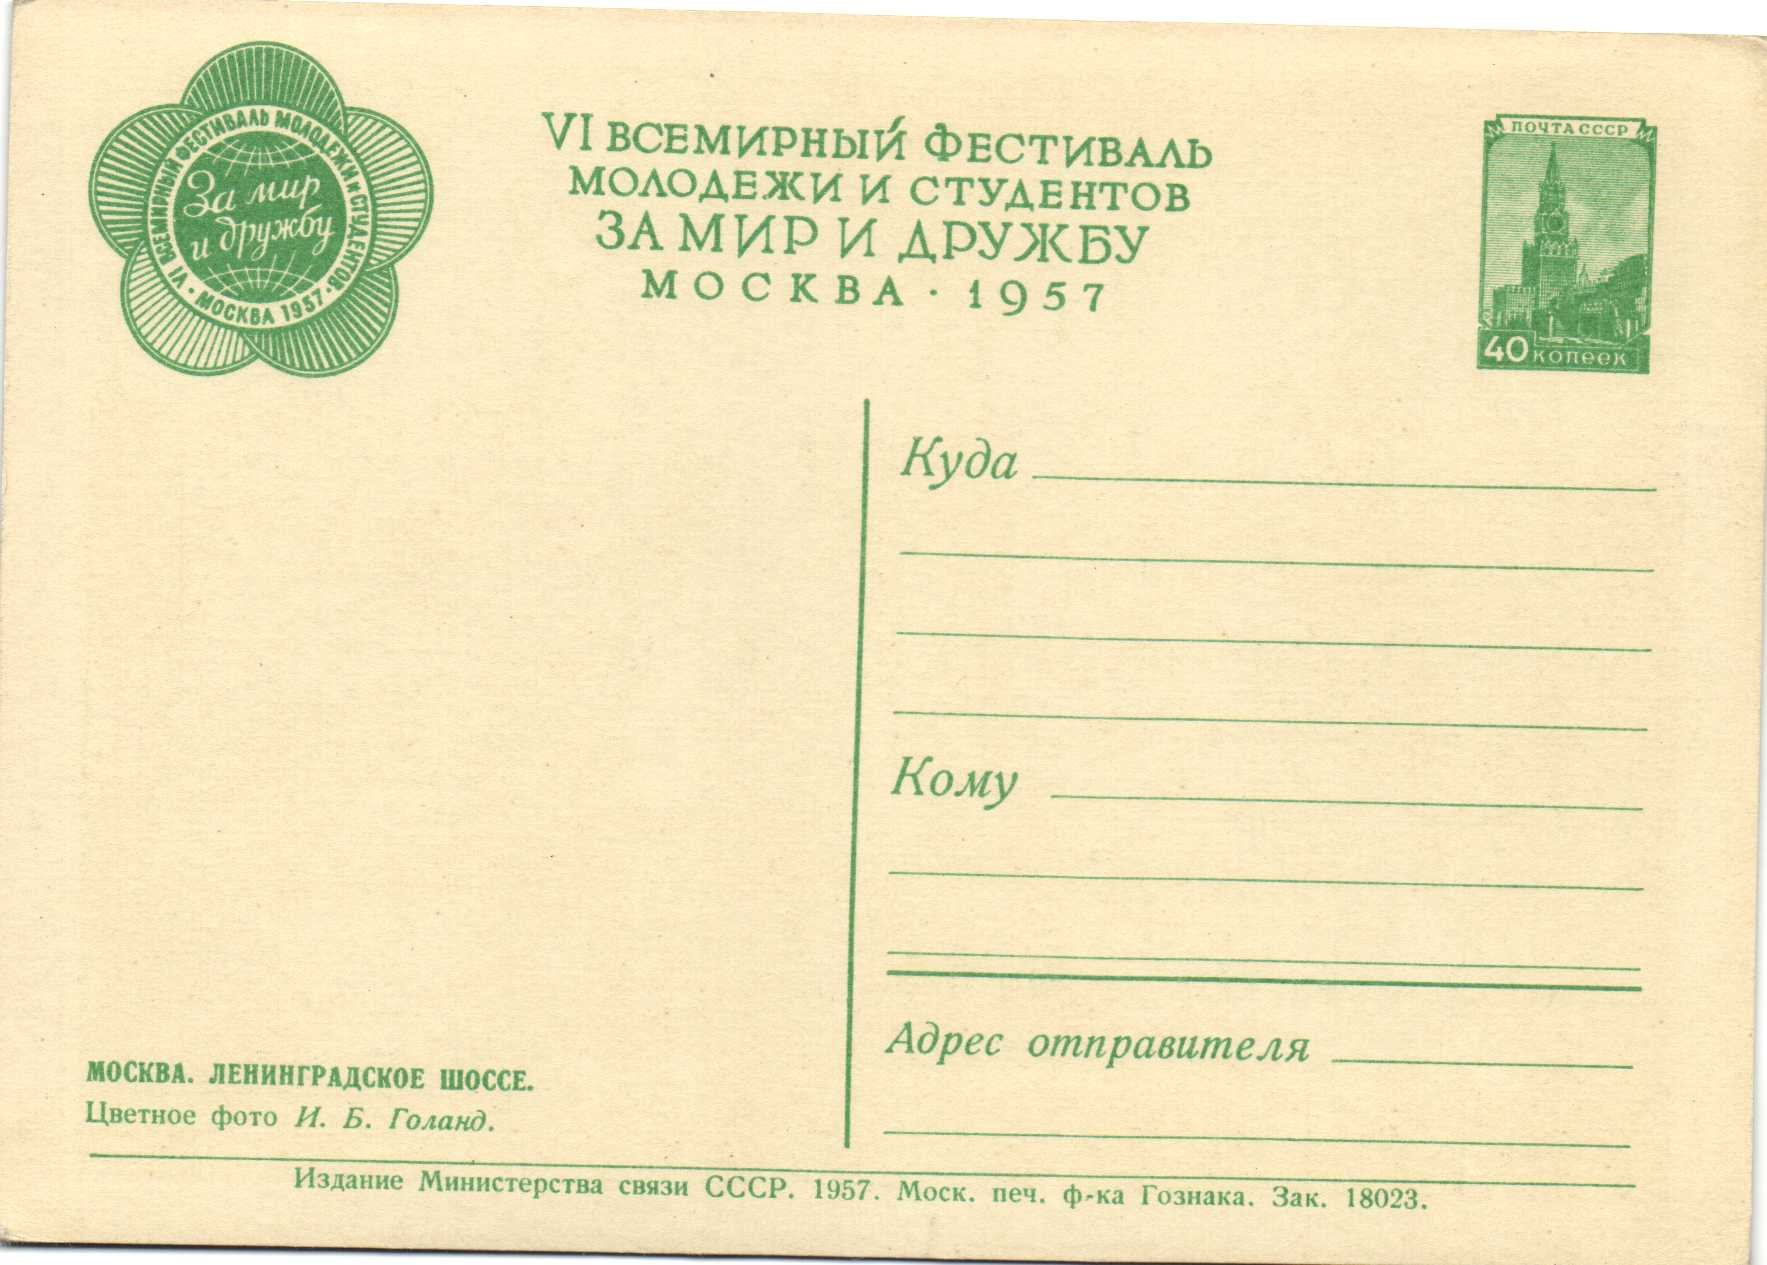 VI ВСЕМИРНЫЙ ФЕСТИВАЛЬ МОЛОДЕЖИ И СТУДЕНТОВ · МОСКВА 1957 ·
За мир
и дружбу
VI ВСЕМИРНЫЙ ФЕСТИВАЛЬ
МОЛОДЕЖИ И СТУДЕНТОВ
ЗА МИР И ДРУЖБУ
МОСКВА · 1957
ПОЧТА СССР
40 КОПЕЕК
Куда
Кому
Адрес отправителя
МОСКВА. ЛЕНИНГРАДСКОЕ ШОССЕ.
Цветное фото И. Б. Голанд.
Издание Министерства связи СССР. 1957. Моск. печ. ф-ка Гознака. Зак. 18023.